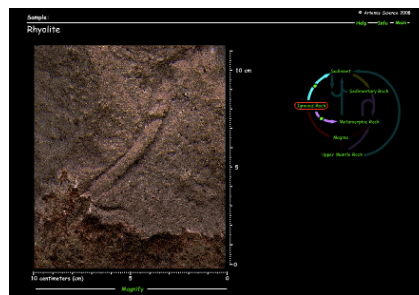 © Artemis Science 2008
Sample:
Help Info Main
Rhyolite
10 cm
5
0
10 centimeters (cm) 5 0
Magnify
Sediment
Sedimentary Rock
Igneous Rock
Metamorphic Rock
Magma
Upper Mantle Rock